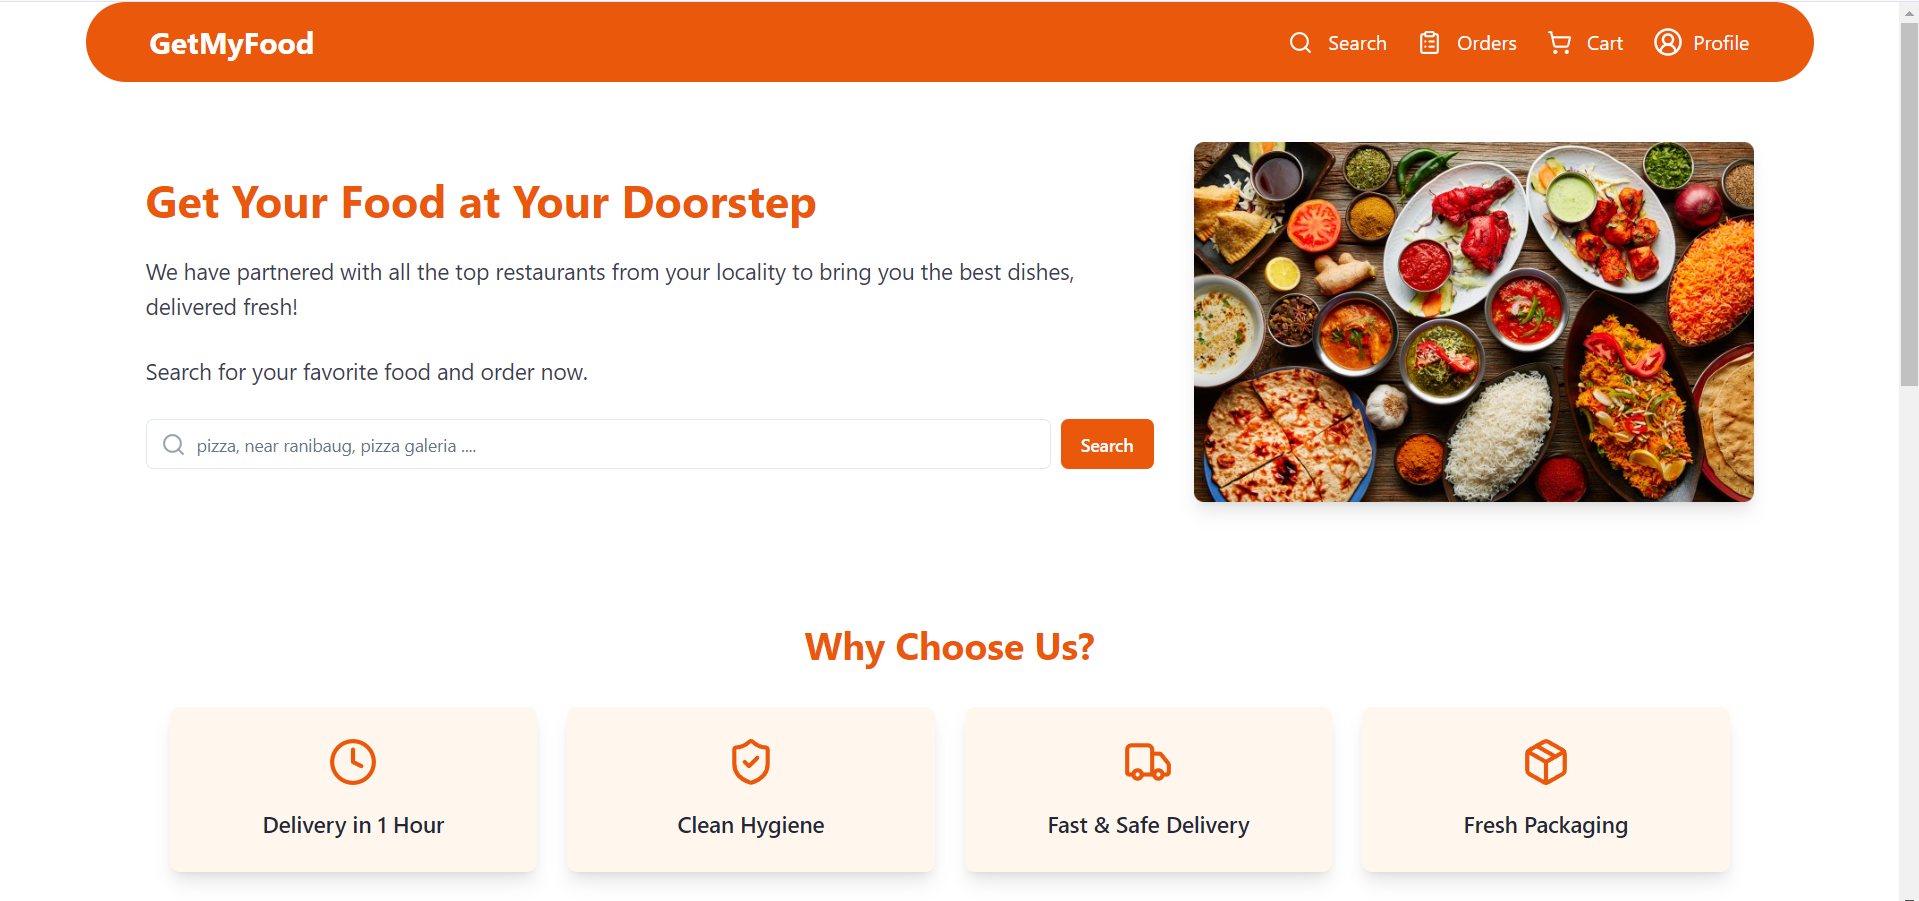 GetMyFood
Search
Orders
Cart
Profile
Get Your Food at Your Doorstep
We have partnered with all the top restaurants from your locality to bring you the best dishes,
delivered fresh!
Search for your favorite food and order now.
pizza, near ranibaug, pizza galeria ....
Search
Why Choose Us?
Delivery in 1 Hour
Clean Hygiene
Fast & Safe Delivery
Fresh Packaging